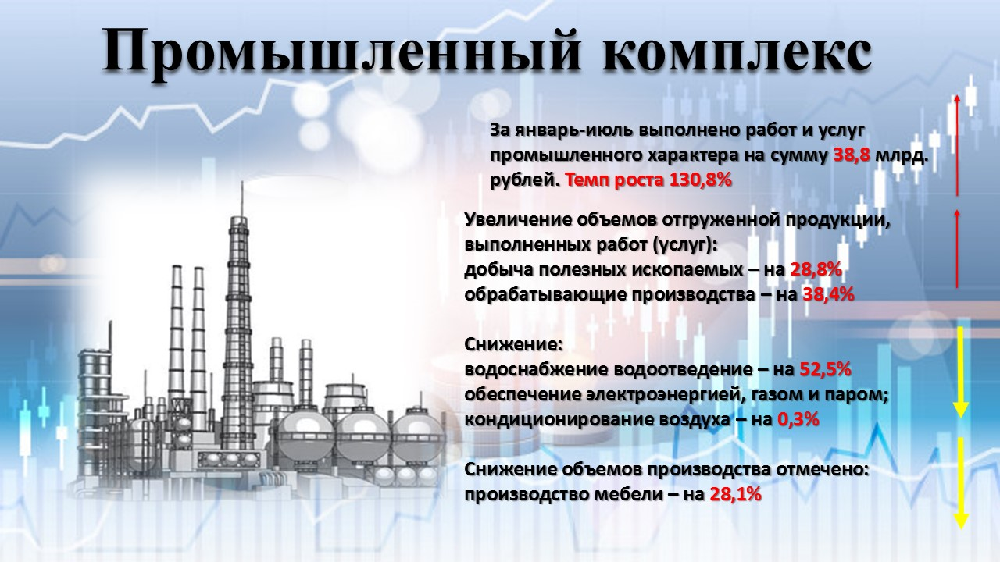 Промышленный комплекс
За январь-июль выполнено работ и услуг
промышленного характера на сумму 38,8 млрд.
рублей. Темп роста 130,8%
Увеличение объемов отгруженной продукции,
выполненных работ (услуг):
добыча полезных ископаемых – на 28,8%
обрабатывающие производства – на 38,4%
Снижение:
водоснабжение водоотведение – на 52,5%
обеспечение электроэнергией, газом и паром;
кондиционирование воздуха – на 0,3%
Снижение объемов производства отмечено:
производство мебели – на 28,1%